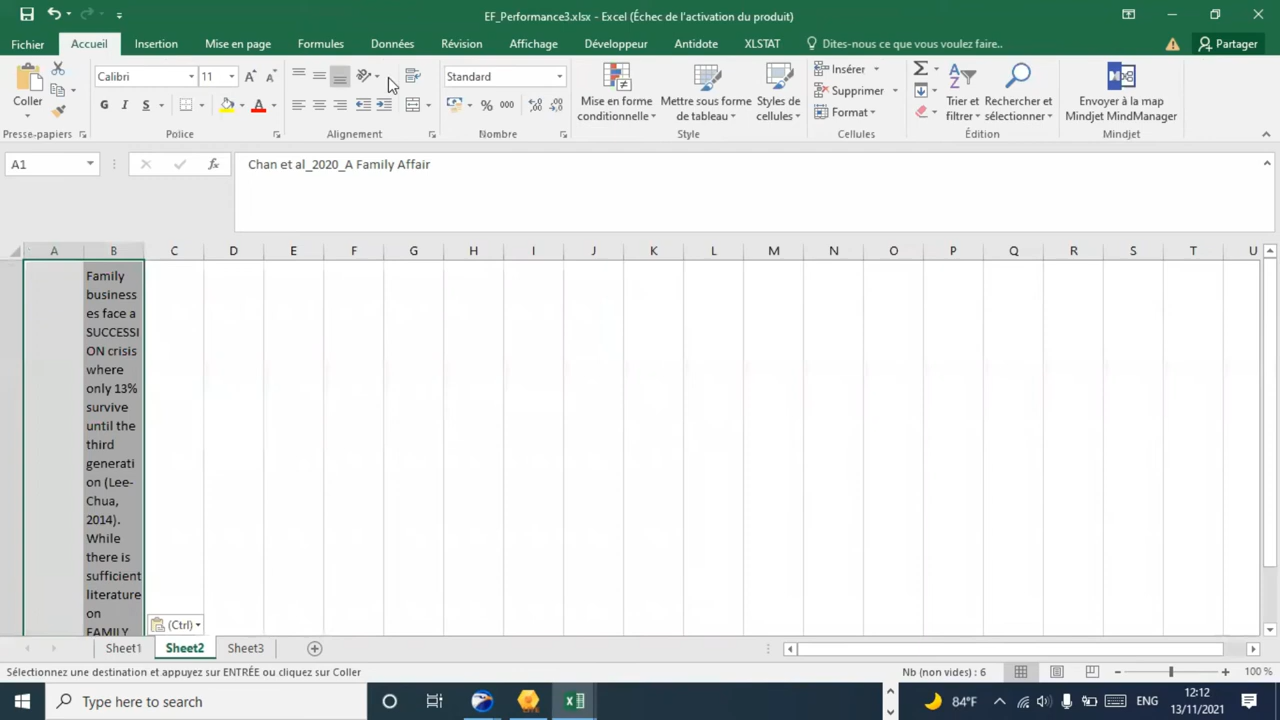 EF_Performance3.xlsx - Excel (Échec de l'activation du produit)
Fichier Accueil Insertion Mise en page Formules Données Révision Affichage Développeur Antidote XLSTAT Dites-nous ce que vous voulez faire.. Partager
Coller
Calibri 11
Standard
Mise en forme conditionnelle
Mettre sous forme de tableau
Styles de cellules
Insérer
Supprimer
Format
Trier et filtrer
Rechercher et sélectionner
Envoyer à la map Mindjet MindManager
Presse-papiers Police Alignement Nombre Style Cellules Édition Mindjet
A1 fx Chan et al_2020_A Family Affair
A B C D E F G H I J K L M N O P Q R S T U
Family
business
es face a
SUCCESSI
ON crisis
where
only 13%
survive
until the
third
generati
on (Lee-
Chua,
2014).
While
there is
sufficient
literature
on
FAMILY
(Ctrl)
Sheet1 Sheet2 Sheet3
Sélectionnez une destination et appuyez sur ENTRÉE ou cliquez sur Coller Nb (non vides) : 6 100 %
Type here to search 84°F ENG 12:12
13/11/2021